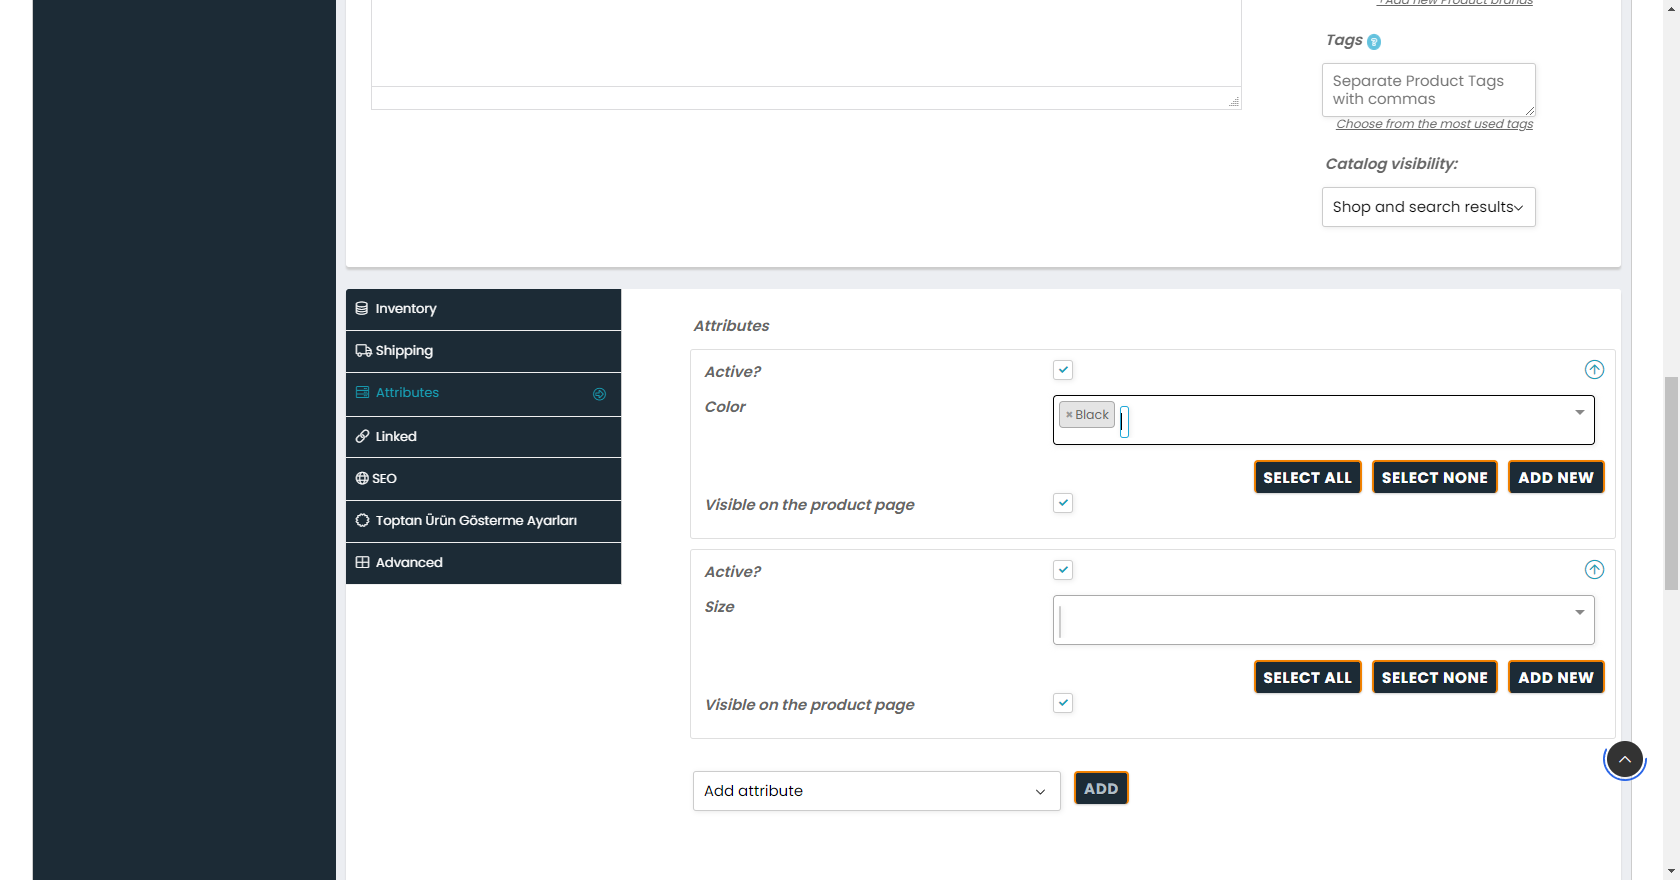 +Add new Product brands
Tags
Separate Product Tags
with commas
Choose from the most used tags
Catalog visibility:
Shop and search results
Inventory
Shipping
Attributes
Linked
SEO
Toptan Ürün Gösterme Ayarları
Advanced
Attributes
Active?
Color
× Black
SELECT ALL
SELECT NONE
ADD NEW
Visible on the product page
Active?
Size
SELECT ALL
SELECT NONE
ADD NEW
Visible on the product page
Add attribute
ADD